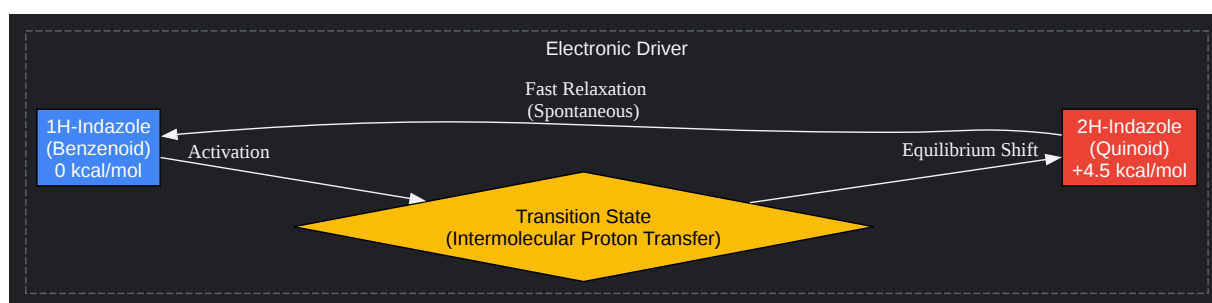 Electronic Driver
Fast Relaxation
(Spontaneous)
1H-Indazole
(Benzenoid)
0 kcal/mol
Activation
Equilibrium Shift
2H-Indazole
(Quinoid)
+4.5 kcal/mol
Transition State
(Intermolecular Proton Transfer)